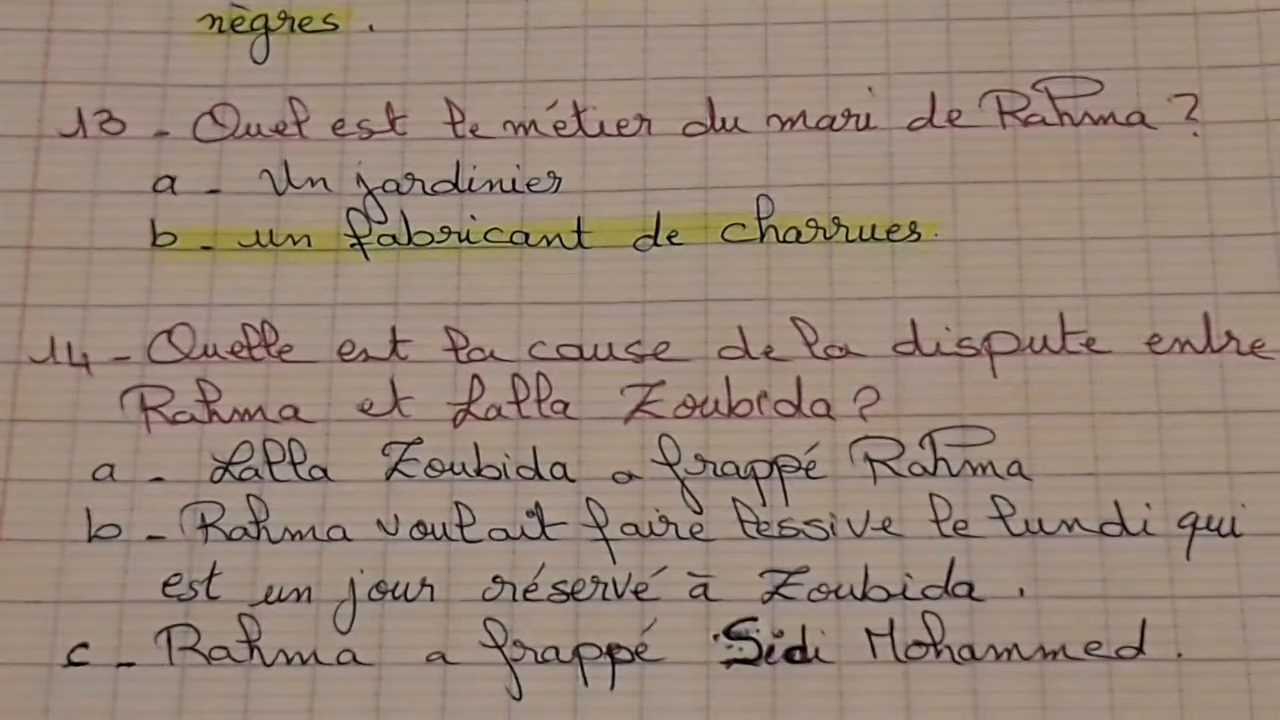 nègres.
13 - Quel est le métier du mari de Rahma ?
a - Un jardinier
b - un fabricant de charrues.
14 - Quelle est la cause de la dispute entre
Rahma et Lalla Zoubida ?
a - Lalla Zoubida a frappé Rahma
b - Rahma voulait faire lessive le lundi qui
est un jour réservé à Zoubida.
c - Rahma a frappé Sidi Mohammed.